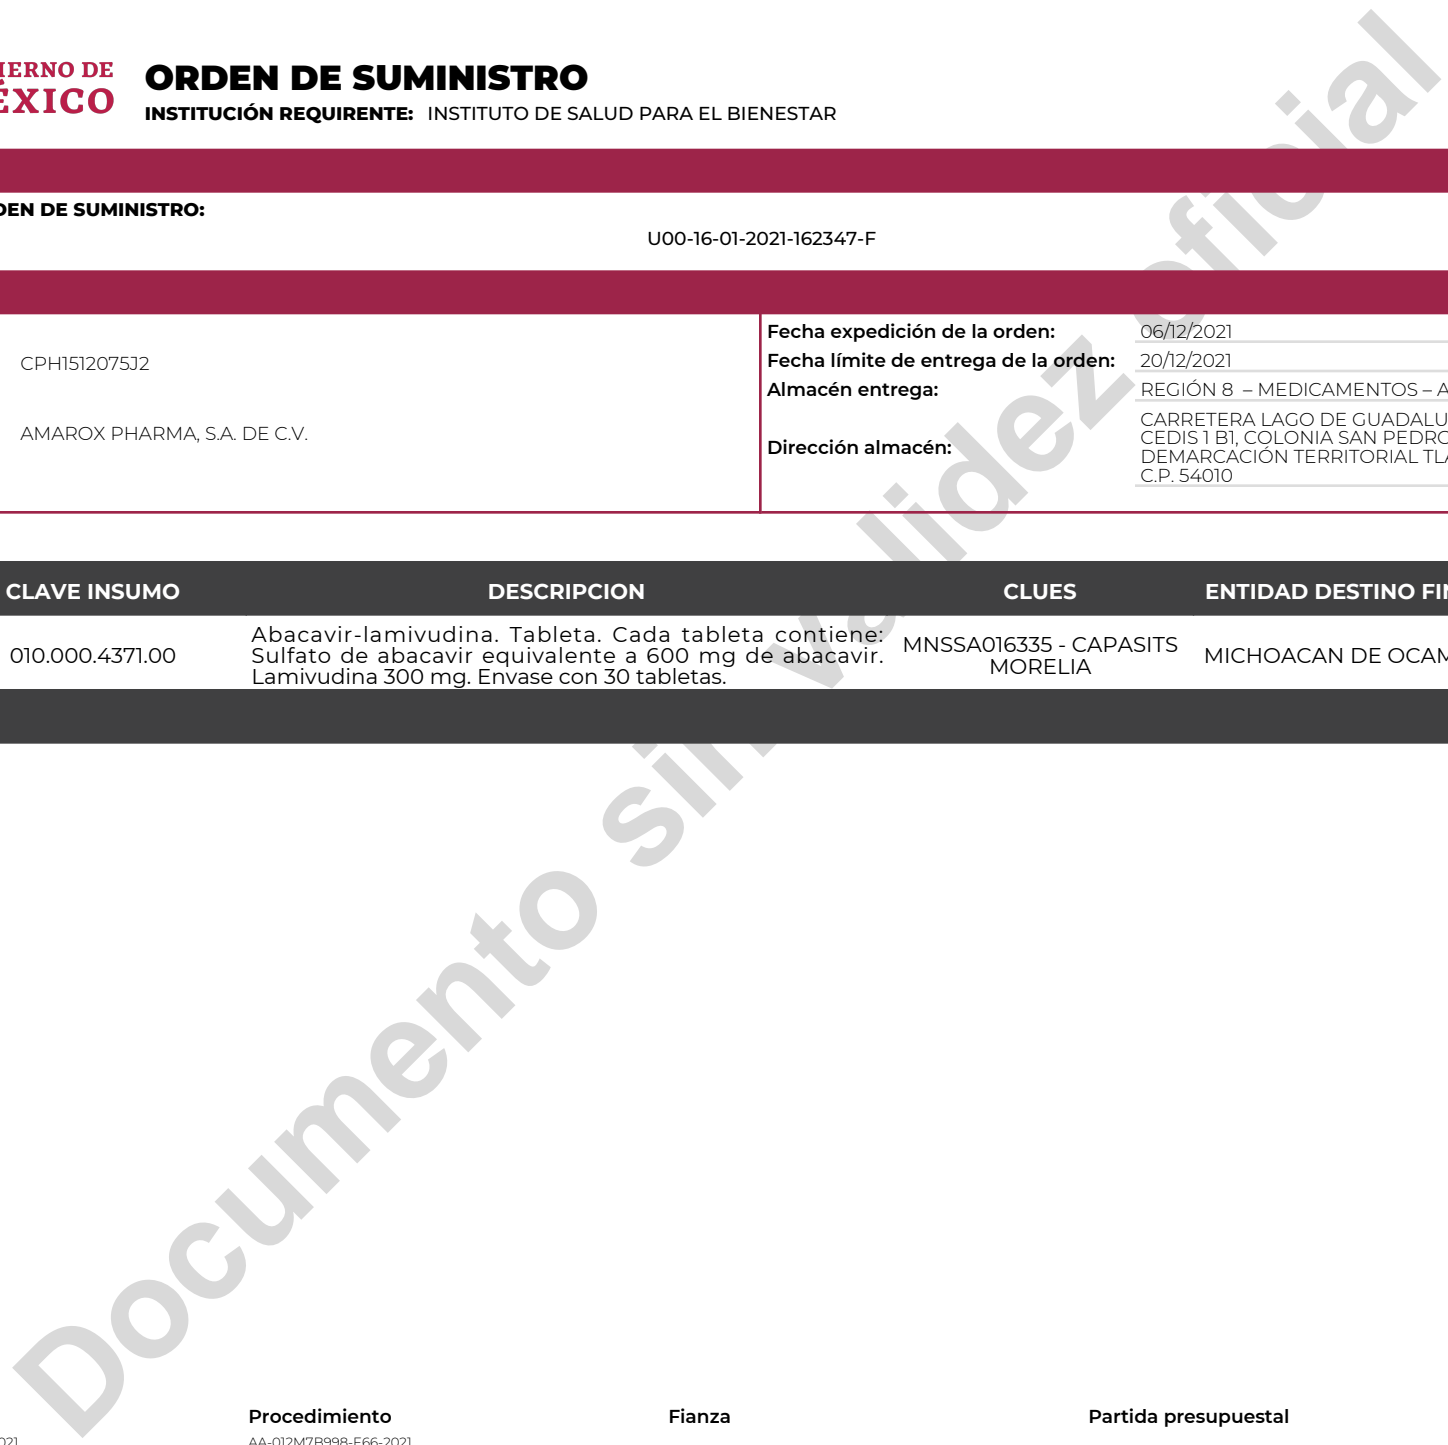 IERNO DE
ÉXICO
ORDEN DE SUMINISTRO
INSTITUCIÓN REQUIRENTE: INSTITUTO DE SALUD PARA EL BIENESTAR
DEN DE SUMINISTRO:
U00-16-01-2021-162347-F
CPH1512075J2
AMAROX PHARMA, S.A. DE C.V.
Fecha expedición de la orden: 06/12/2021
Fecha límite de entrega de la orden: 20/12/2021
Almacén entrega: REGIÓN 8 – MEDICAMENTOS – A
Dirección almacén:
CARRETERA LAGO DE GUADALU
CEDIS 1 B1, COLONIA SAN PEDRO
DEMARCACIÓN TERRITORIAL TLA
C.P. 54010
CLAVE INSUMO DESCRIPCION CLUES ENTIDAD DESTINO FIN
010.000.4371.00
Abacavir-lamivudina. Tableta. Cada tableta contiene:
Sulfato de abacavir equivalente a 600 mg de abacavir.
Lamivudina 300 mg. Envase con 30 tabletas.
MNSSA016335 - CAPASITS
MORELIA
MICHOACAN DE OCAM
Documento sin validez oficial
Procedimiento Fianza Partida presupuestal
021 AA-012M7B998-E66-2021